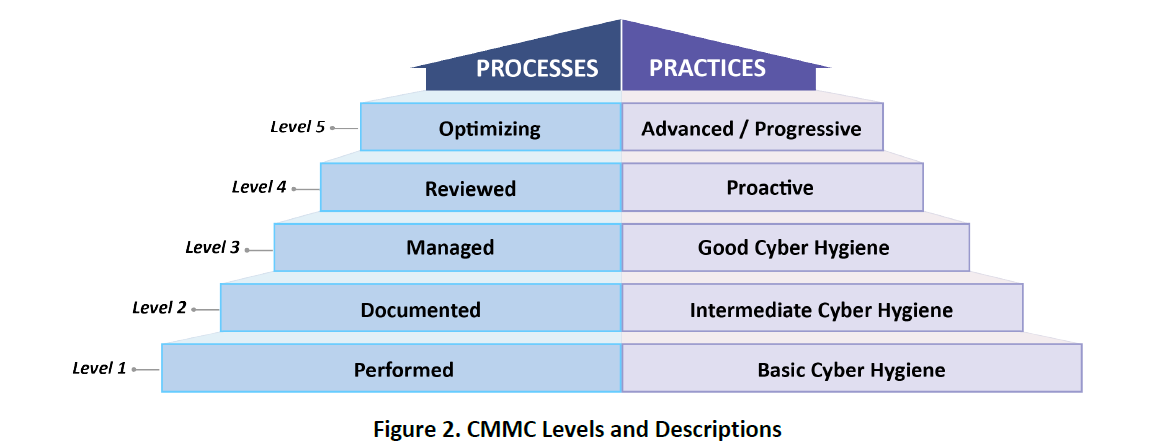 PROCESSES PRACTICES
Level 5 Optimizing Advanced / Progressive
Level 4 Reviewed Proactive
Level 3 Managed Good Cyber Hygiene
Level 2 Documented Intermediate Cyber Hygiene
Level 1 Performed Basic Cyber Hygiene
Figure 2. CMMC Levels and Descriptions